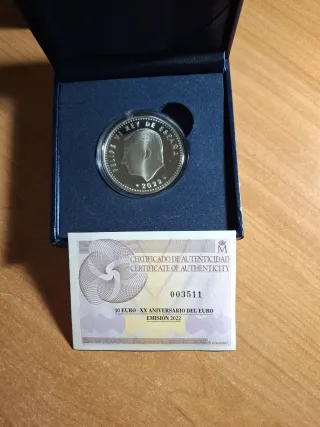 FELIPE VI REY DE ESPAÑA
· 2022 ·
M
CERTIFICADO DE AUTENTICIDAD
CERTIFICATE OF AUTHENTICITY
003511
10 EURO - XX ANIVERSARIO DEL EURO
EMISIÓN 2022